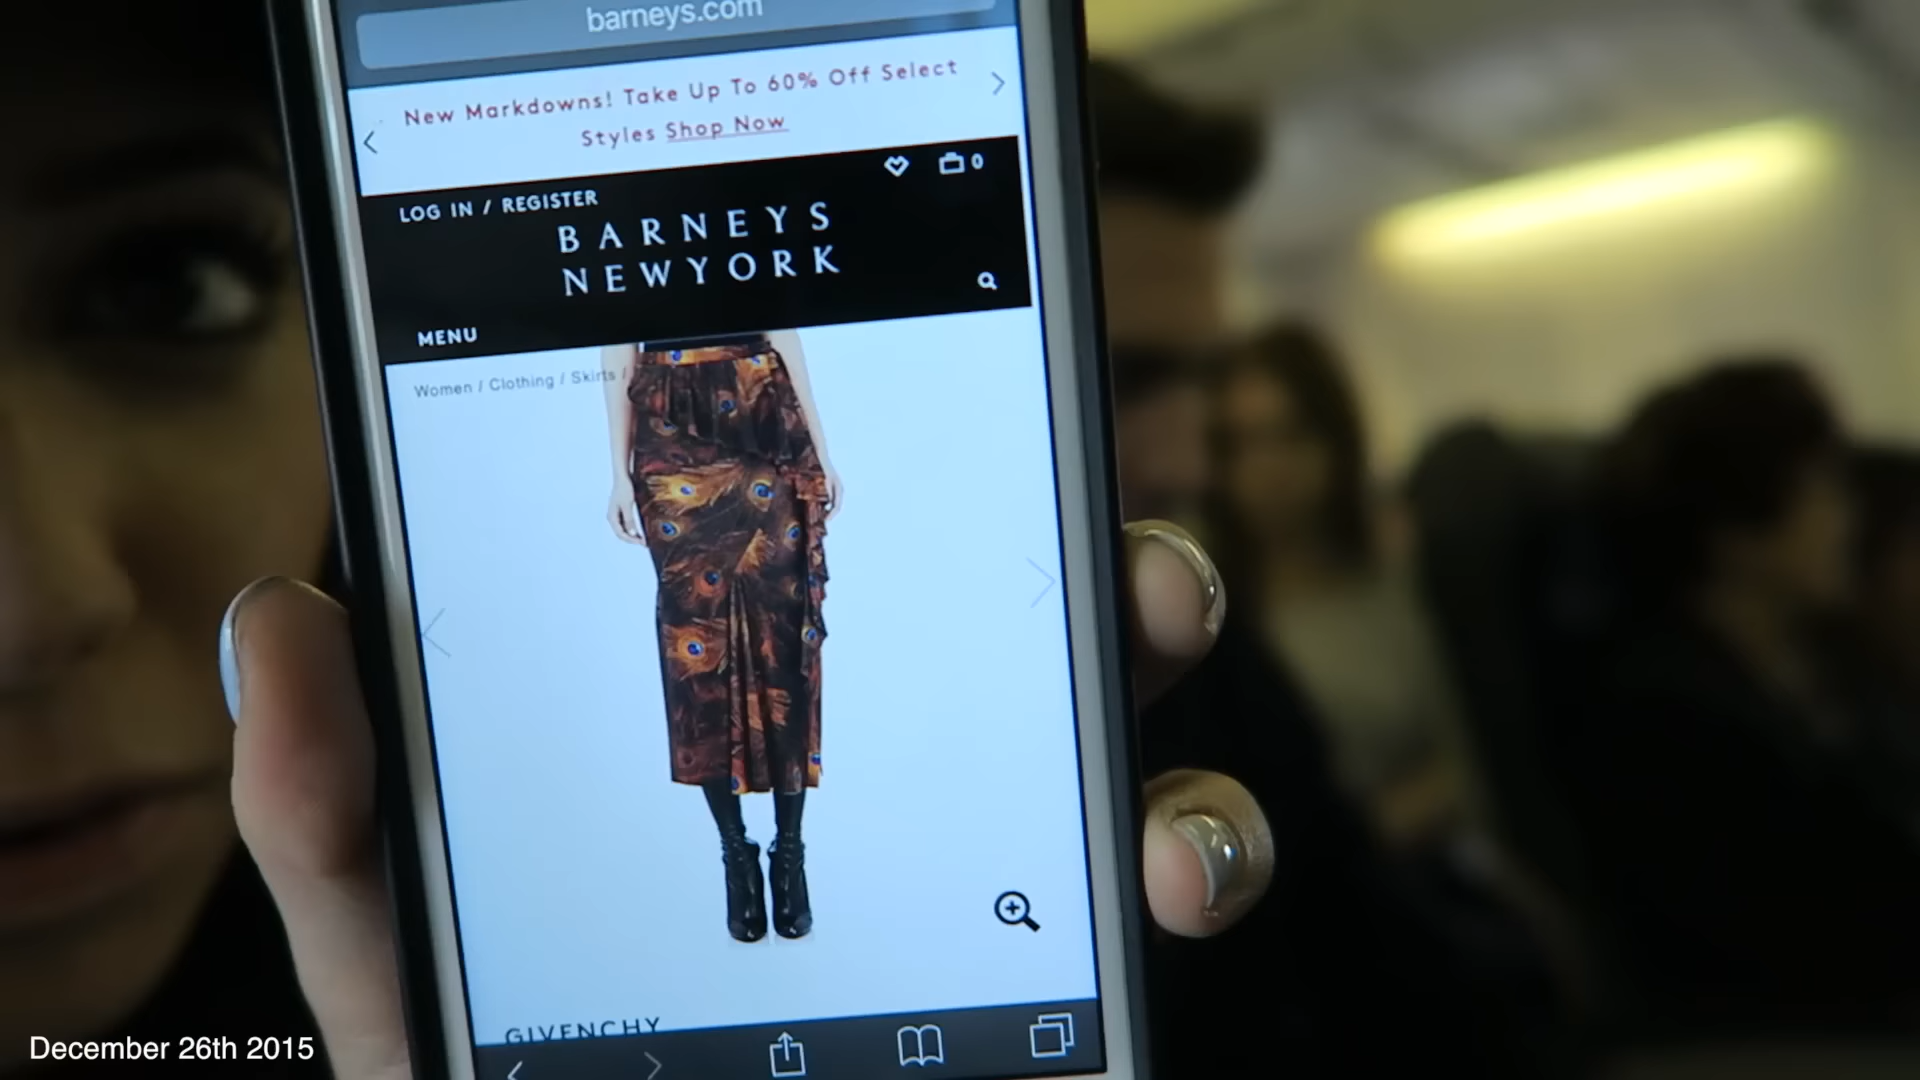 barneys.com
New Markdowns! Take Up To 60% Off Select
Styles Shop Now
0
LOG IN / REGISTER
BARNEYS
NEWYORK
MENU
Women / Clothing / Skirts /
GIVENCHY
December 26th 2015